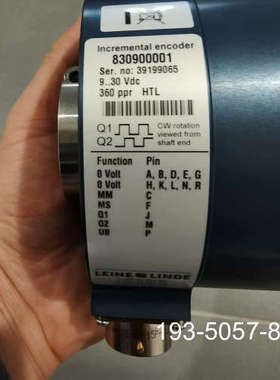 Incremental encoder
830900001
Ser. no: 39199065
9..30 Vdc
360 ppr HTL
Q1
Q2
CW rotation
viewed from
shaft end
Function Pin
0 Volt A, B, D, E, G
0 Volt H, K, L, N, R
MM C
MS F
Q1 J
Q2 M
UB P
LEINE LINDE
193-5057-8